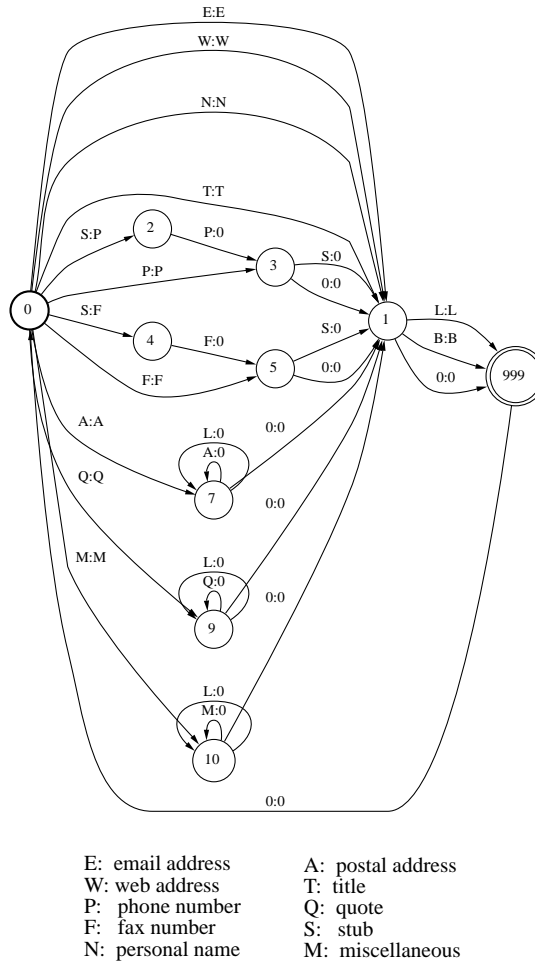 E:E
W:W
N:N
T:T
S:P
2
P:0
P:P
3
S:0
0:0
0
S:F
4
F:0
F:F
5
S:0
0:0
1
L:L
B:B
0:0
999
A:A
L:0
A:0
7
0:0
Q:Q
0:0
L:0
Q:0
9
M:M
0:0
L:0
M:0
10
0:0
E: email address
W: web address
P: phone number
F: fax number
N: personal name
A: postal address
T: title
Q: quote
S: stub
M: miscellaneous